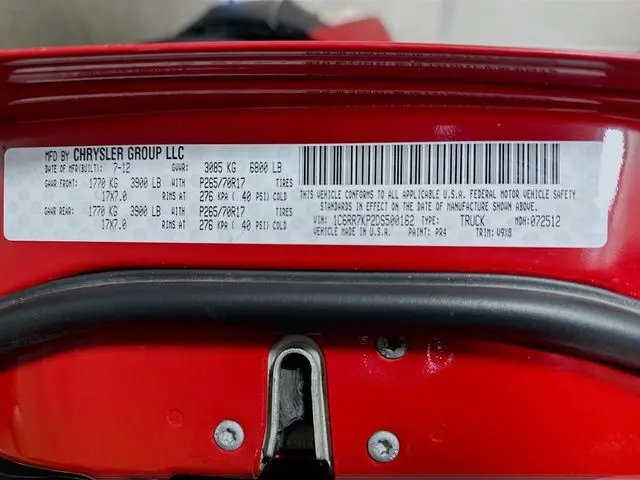 MFD BY CHRYSLER GROUP LLC
DATE OF MFR(BUILT): 7-12 GVWR: 3085 KG 6800 LB
GAWR FRONT: 1770 KG 3900 LB WITH P265/70R17 TIRES
17X7.0 RIMS AT 276 KPA ( 40 PSI) COLD
GAWR REAR: 1770 KG 3900 LB WITH P265/70R17 TIRES
17X7.0 RIMS AT 276 KPA ( 40 PSI) COLD
THIS VEHICLE CONFORMS TO ALL APPLICABLE U.S.A. FEDERAL MOTOR VEHICLE SAFETY
STANDARDS IN EFFECT ON THE DATE OF MANUFACTURE SHOWN ABOVE.
VIN: 1C6RR7KP2DS500162 TYPE: TRUCK MDH:072512
VEHICLE MADE IN U.S.A. PAINT: PR4 TRIM: V9X8